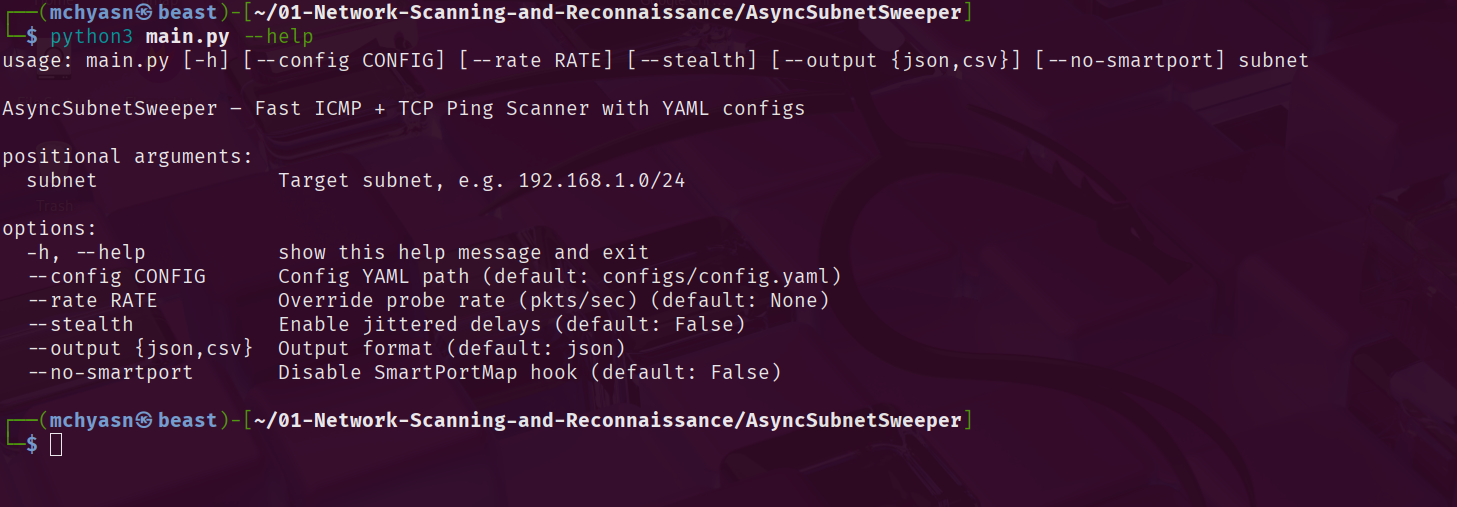 ┌──(mchyasn㉿beast)-[~/01-Network-Scanning-and-Reconnaissance/AsyncSubnetSweeper]
└─$ python3 main.py --help
usage: main.py [-h] [--config CONFIG] [--rate RATE] [--stealth] [--output {json,csv}] [--no-smartport] subnet
AsyncSubnetSweeper — Fast ICMP + TCP Ping Scanner with YAML configs
positional arguments:
subnet Target subnet, e.g. 192.168.1.0/24
Trash
options:
-h, --help show this help message and exit
--config CONFIG Config YAML path (default: configs/config.yaml)
--rate RATE Override probe rate (pkts/sec) (default: None)
--stealth Enable jittered delays (default: False)
--output {json,csv} Output format (default: json)
--no-smartport Disable SmartPortMap hook (default: False)
┌──(mchyasn㉿beast)-[~/01-Network-Scanning-and-Reconnaissance/AsyncSubnetSweeper]
└─$